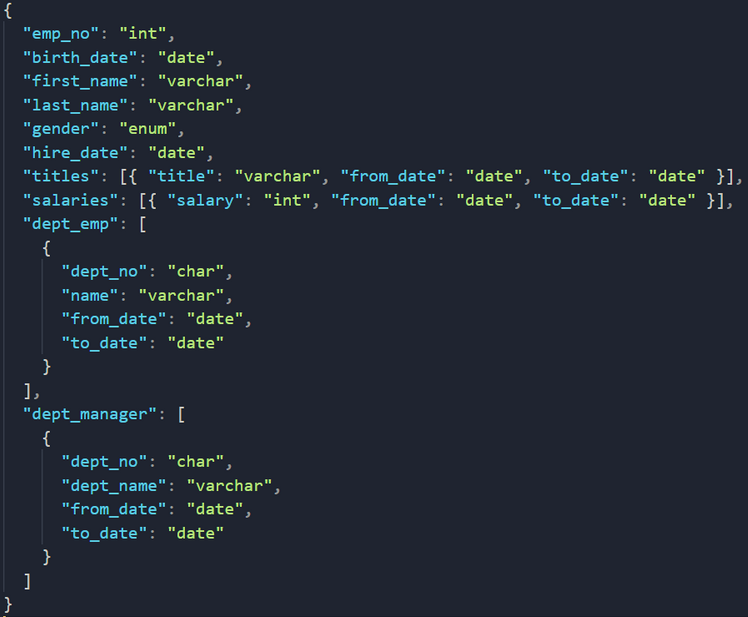 {
  "emp_no": "int",
  "birth_date": "date",
  "first_name": "varchar",
  "last_name": "varchar",
  "gender": "enum",
  "hire_date": "date",
  "titles": [{ "title": "varchar", "from_date": "date", "to_date": "date" }],
  "salaries": [{ "salary": "int", "from_date": "date", "to_date": "date" }],
  "dept_emp": [
    {
      "dept_no": "char",
      "name": "varchar",
      "from_date": "date",
      "to_date": "date"
    }
  ],
  "dept_manager": [
    {
      "dept_no": "char",
      "dept_name": "varchar",
      "from_date": "date",
      "to_date": "date"
    }
  ]
}